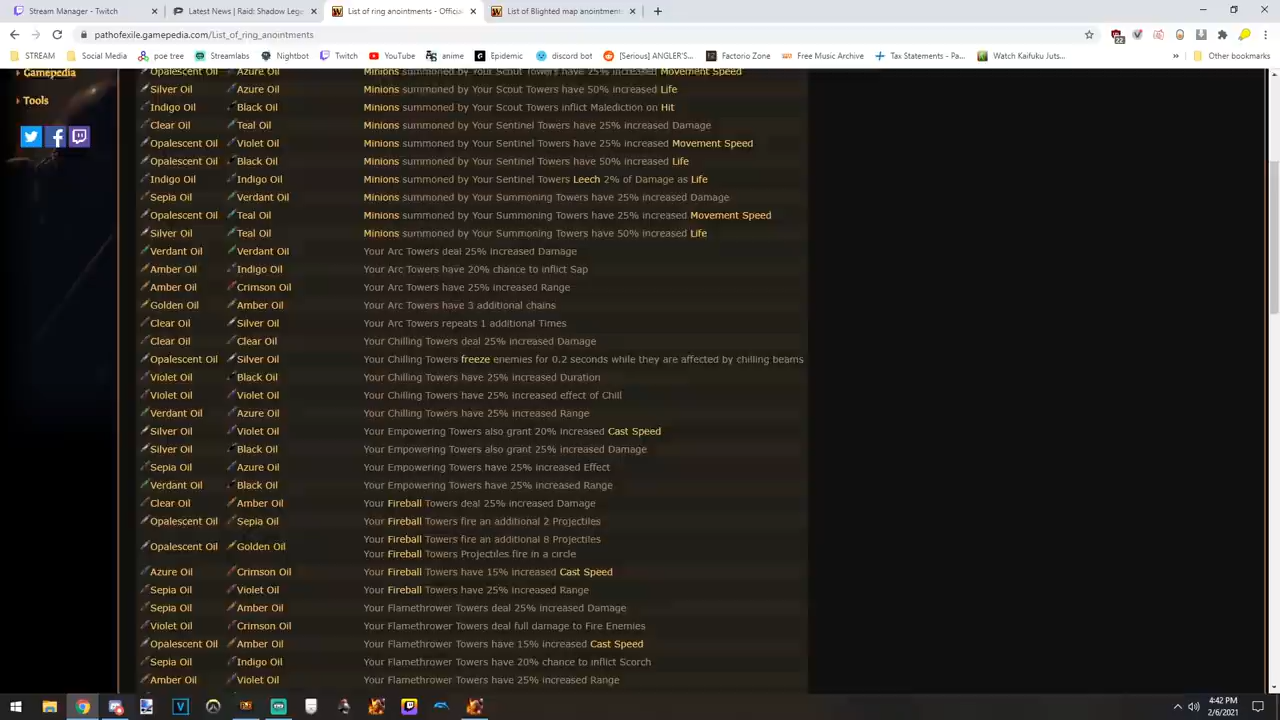 Stream Manager - Twitch
Latest News | Raid: Shadow Lege
List of ring anointments - Officia
List of Blighted map anointments
pathofexile.gamepedia.com/List_of_ring_anointments
22
STREAM
Social Media
poe tree
Streamlabs
Nightbot
Twitch
YouTube
anime
Epidemic
discord bot
[Serious] ANGLER'S...
Factorio Zone
Free Music Archive
Tax Statements - Pa...
Watch Kaifuku Juts...
»
Other bookmarks
Gamepedia
Tools
Opalescent Oil Azure Oil Minions summoned by Your Scout Towers have 25% increased Movement Speed
Silver Oil Azure Oil Minions summoned by Your Scout Towers have 50% increased Life
Indigo Oil Black Oil Minions summoned by Your Scout Towers inflict Malediction on Hit
Clear Oil Teal Oil Minions summoned by Your Sentinel Towers have 25% increased Damage
Opalescent Oil Violet Oil Minions summoned by Your Sentinel Towers have 25% increased Movement Speed
Opalescent Oil Black Oil Minions summoned by Your Sentinel Towers have 50% increased Life
Indigo Oil Indigo Oil Minions summoned by Your Sentinel Towers Leech 2% of Damage as Life
Sepia Oil Verdant Oil Minions summoned by Your Summoning Towers have 25% increased Damage
Opalescent Oil Teal Oil Minions summoned by Your Summoning Towers have 25% increased Movement Speed
Silver Oil Teal Oil Minions summoned by Your Summoning Towers have 50% increased Life
Verdant Oil Verdant Oil Your Arc Towers deal 25% increased Damage
Amber Oil Indigo Oil Your Arc Towers have 20% chance to inflict Sap
Amber Oil Crimson Oil Your Arc Towers have 25% increased Range
Golden Oil Amber Oil Your Arc Towers have 3 additional chains
Clear Oil Silver Oil Your Arc Towers repeats 1 additional Times
Clear Oil Clear Oil Your Chilling Towers deal 25% increased Damage
Opalescent Oil Silver Oil Your Chilling Towers freeze enemies for 0.2 seconds while they are affected by chilling beams
Violet Oil Black Oil Your Chilling Towers have 25% increased Duration
Violet Oil Violet Oil Your Chilling Towers have 25% increased effect of Chill
Verdant Oil Azure Oil Your Chilling Towers have 25% increased Range
Silver Oil Violet Oil Your Empowering Towers also grant 20% increased Cast Speed
Silver Oil Black Oil Your Empowering Towers also grant 25% increased Damage
Sepia Oil Azure Oil Your Empowering Towers have 25% increased Effect
Verdant Oil Black Oil Your Empowering Towers have 25% increased Range
Clear Oil Amber Oil Your Fireball Towers deal 25% increased Damage
Opalescent Oil Sepia Oil Your Fireball Towers fire an additional 2 Projectiles
Opalescent Oil Golden Oil Your Fireball Towers fire an additional 8 Projectiles
Your Fireball Towers Projectiles fire in a circle
Azure Oil Crimson Oil Your Fireball Towers have 15% increased Cast Speed
Sepia Oil Violet Oil Your Fireball Towers have 25% increased Range
Sepia Oil Amber Oil Your Flamethrower Towers deal 25% increased Damage
Violet Oil Crimson Oil Your Flamethrower Towers deal full damage to Fire Enemies
Opalescent Oil Amber Oil Your Flamethrower Towers have 15% increased Cast Speed
Sepia Oil Indigo Oil Your Flamethrower Towers have 20% chance to inflict Scorch
Amber Oil Violet Oil Your Flamethrower Towers have 25% increased Range
4:42 PM
2/6/2021